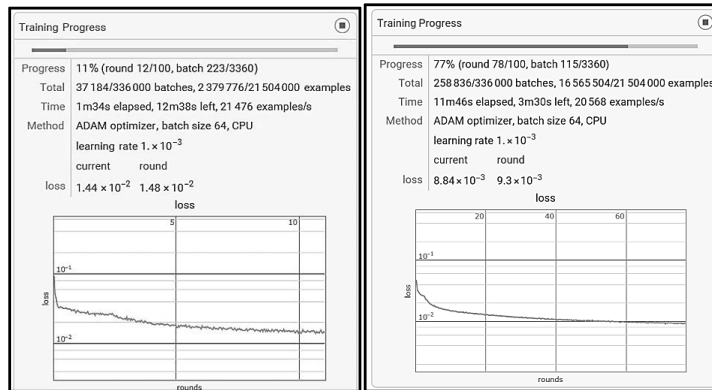 Training Progress
Progress 11% (round 12/100, batch 223/3360)
Total 37 184/336 000 batches, 2 379 776/21 504 000 examples
Time 1m34s elapsed, 12m38s left, 21 476 examples/s
Method ADAM optimizer, batch size 64, CPU
learning rate 1. × 10⁻³
current round
loss 1.44 × 10⁻² 1.48 × 10⁻²
loss
5 10
10⁻¹
10⁻²
loss
rounds
Training Progress
Progress 77% (round 78/100, batch 115/3360)
Total 258 836/336 000 batches, 16 565 504/21 504 000 examples
Time 11m46s elapsed, 3m30s left, 20 568 examples/s
Method ADAM optimizer, batch size 64, CPU
learning rate 1. × 10⁻³
current round
loss 8.84 × 10⁻³ 9.3 × 10⁻³
loss
20 40 60
10⁻¹
10⁻²
loss
rounds